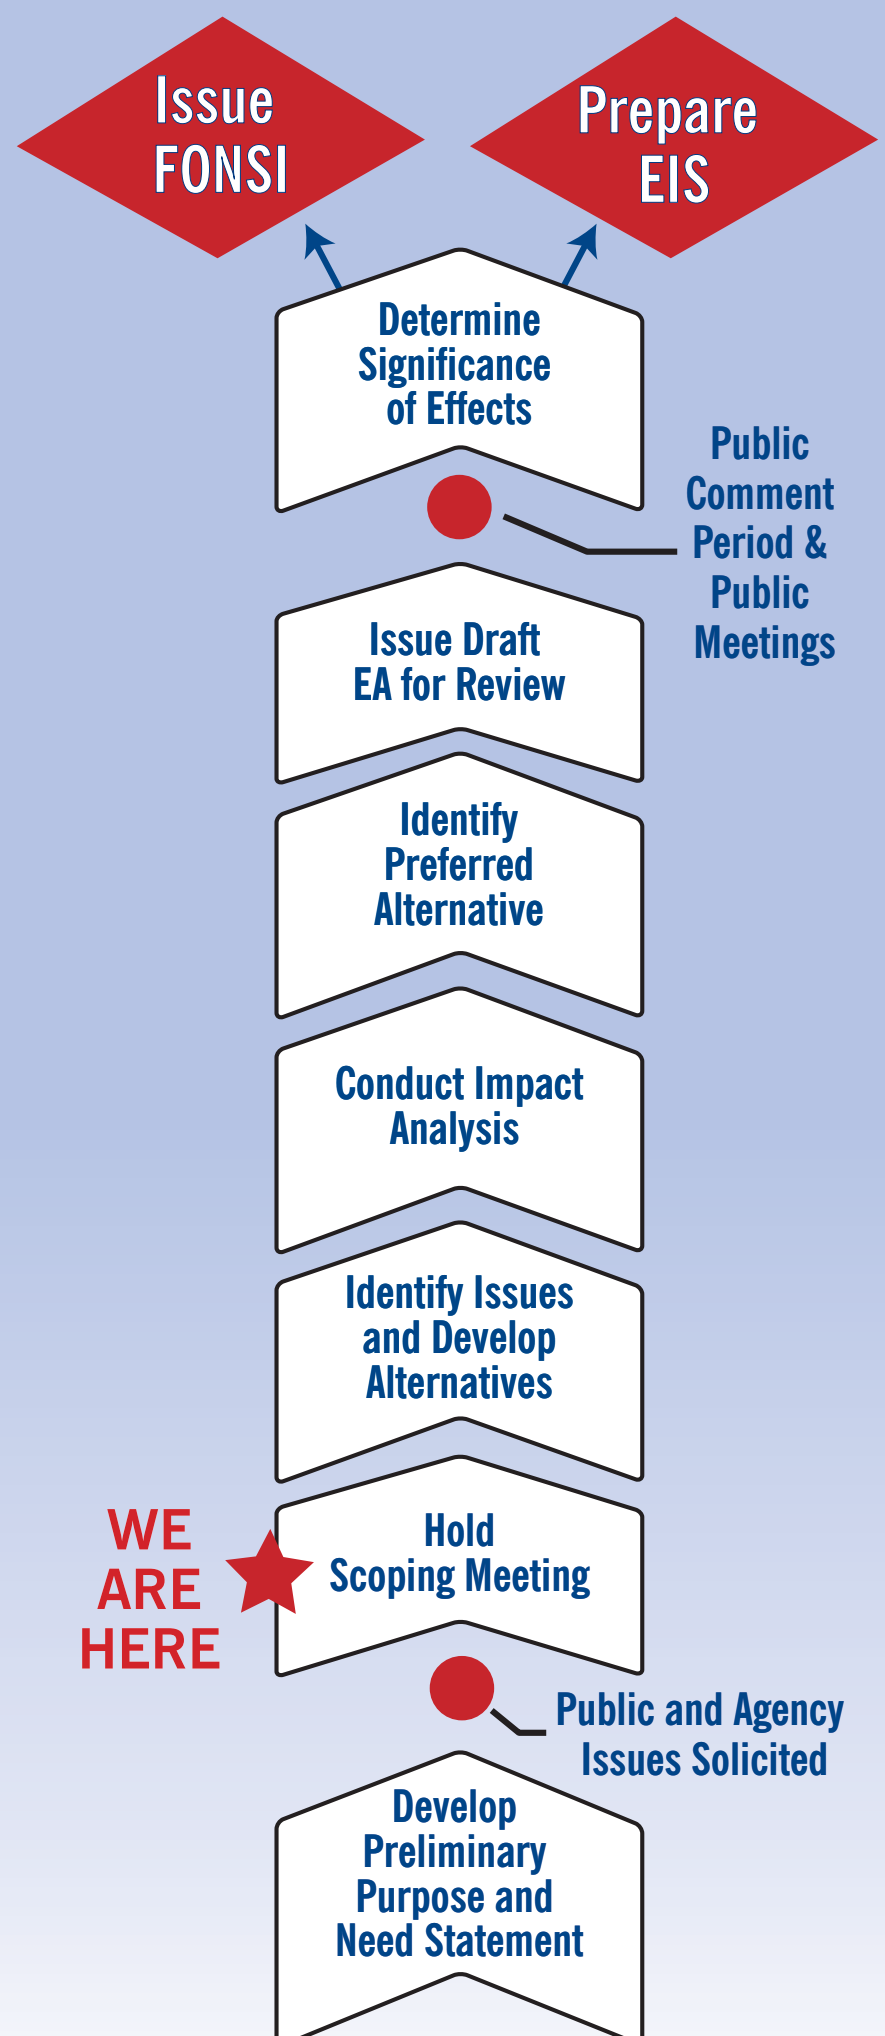 Issue
FONSI
Prepare
EIS
Determine
Significance
of Effects
Public
Comment
Period &
Public
Meetings
Issue Draft
EA for Review
Identify
Preferred
Alternative
Conduct Impact
Analysis
Identify Issues
and Develop
Alternatives
WE
ARE
HERE
Hold
Scoping Meeting
Public and Agency
Issues Solicited
Develop
Preliminary
Purpose and
Need Statement